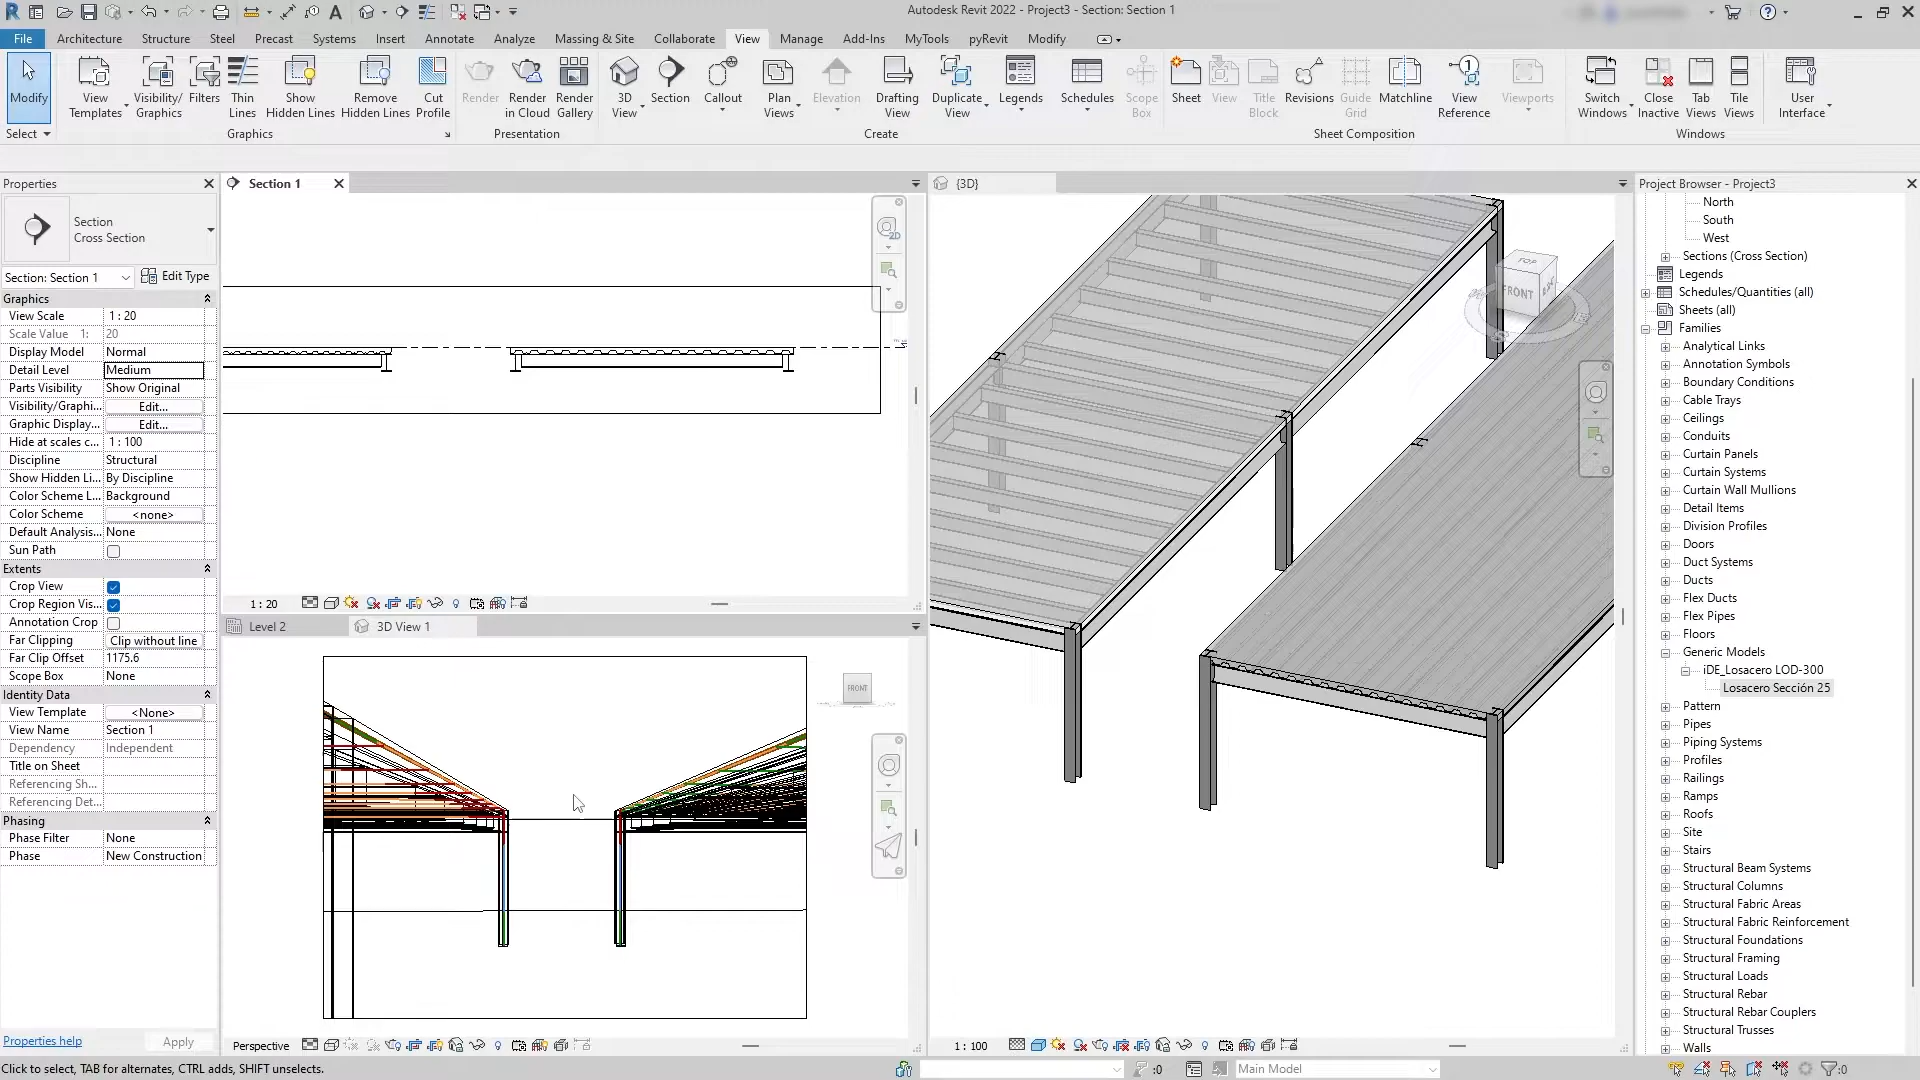 Autodesk Revit 2022 - Project3 - Section: Section 1
File Architecture Structure Steel Precast Systems Insert Annotate Analyze Massing & Site Collaborate View Manage Add-Ins MyTools pyRevit Modify
Modify
View Templates
Visibility/ Graphics
Filters
Thin Lines
Show Hidden Lines
Remove Hidden Lines
Cut Profile
Render
Render in Cloud
Render Gallery
3D View
Section
Callout
Plan Views
Elevation
Drafting View
Duplicate View
Legends
Schedules
Scope Box
Sheet
View
Title Block
Revisions
Guide Grid
Matchline
View Reference
Viewports
Switch Windows
Close Inactive
Tab Views
Tile Views
User Interface
Select Graphics Presentation Create Sheet Composition Windows
Properties
Section
Cross Section
Section: Section 1 Edit Type
Graphics
View Scale 1 : 20
Scale Value 1: 20
Display Model Normal
Detail Level Medium
Parts Visibility Show Original
Visibility/Graphi... Edit...
Graphic Display... Edit...
Hide at scales c... 1 : 100
Discipline Structural
Show Hidden Li... By Discipline
Color Scheme L... Background
Color Scheme <none>
Default Analysis... None
Sun Path
Extents
Crop View
Crop Region Vis...
Annotation Crop
Far Clipping Clip without line
Far Clip Offset 1175.6
Scope Box None
Identity Data
View Template <None>
View Name Section 1
Dependency Independent
Title on Sheet
Referencing Sh...
Referencing Det...
Phasing
Phase Filter None
Phase New Construction
Properties help Apply
Section 1
2D
1 : 20
Level 2 3D View 1
FRONT
Perspective
{3D}
TOP
FRONT
1 : 100
Project Browser - Project3
North
South
West
Sections (Cross Section)
Legends
Schedules/Quantities (all)
Sheets (all)
Families
Analytical Links
Annotation Symbols
Boundary Conditions
Cable Trays
Ceilings
Conduits
Curtain Panels
Curtain Systems
Curtain Wall Mullions
Detail Items
Division Profiles
Doors
Duct Systems
Ducts
Flex Ducts
Flex Pipes
Floors
Generic Models
iDE_Losacero LOD-300
Losacero Sección 25
Pattern
Pipes
Piping Systems
Profiles
Railings
Ramps
Roofs
Site
Stairs
Structural Beam Systems
Structural Columns
Structural Fabric Areas
Structural Fabric Reinforcement
Structural Foundations
Structural Framing
Structural Loads
Structural Rebar
Structural Rebar Couplers
Structural Trusses
Walls
Click to select, TAB for alternates, CTRL adds, SHIFT unselects.
:0
Main Model
:0